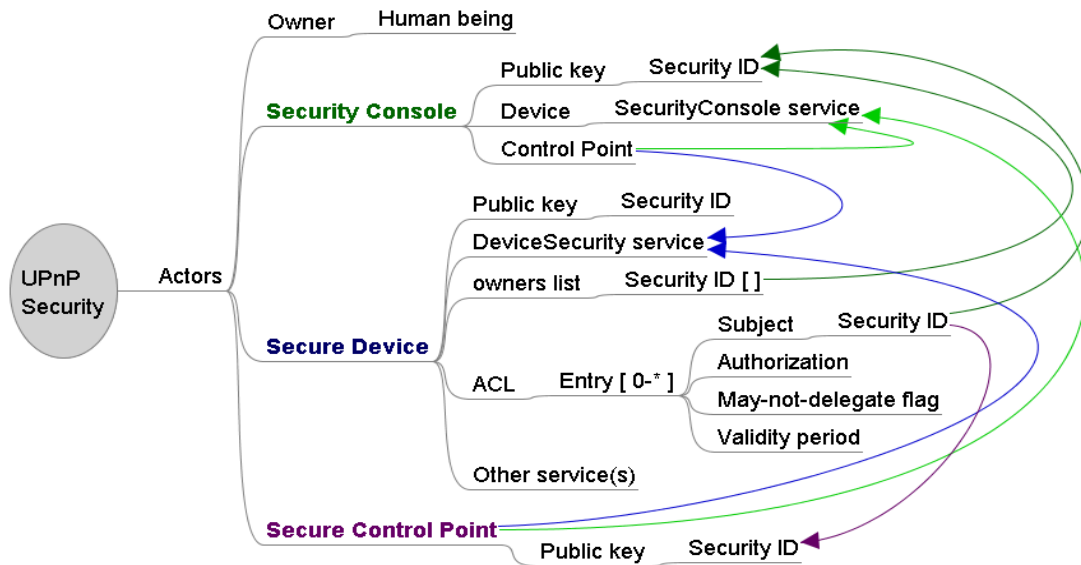 UPnP
Security
Actors
Owner
Human being
Security Console
Public key
Security ID
Device
SecurityConsole service
Control Point
Secure Device
Public key
Security ID
DeviceSecurity service
owners list
Security ID [ ]
ACL
Entry [ 0-* ]
Subject
Security ID
Authorization
May-not-delegate flag
Validity period
Other service(s)
Secure Control Point
Public key
Security ID